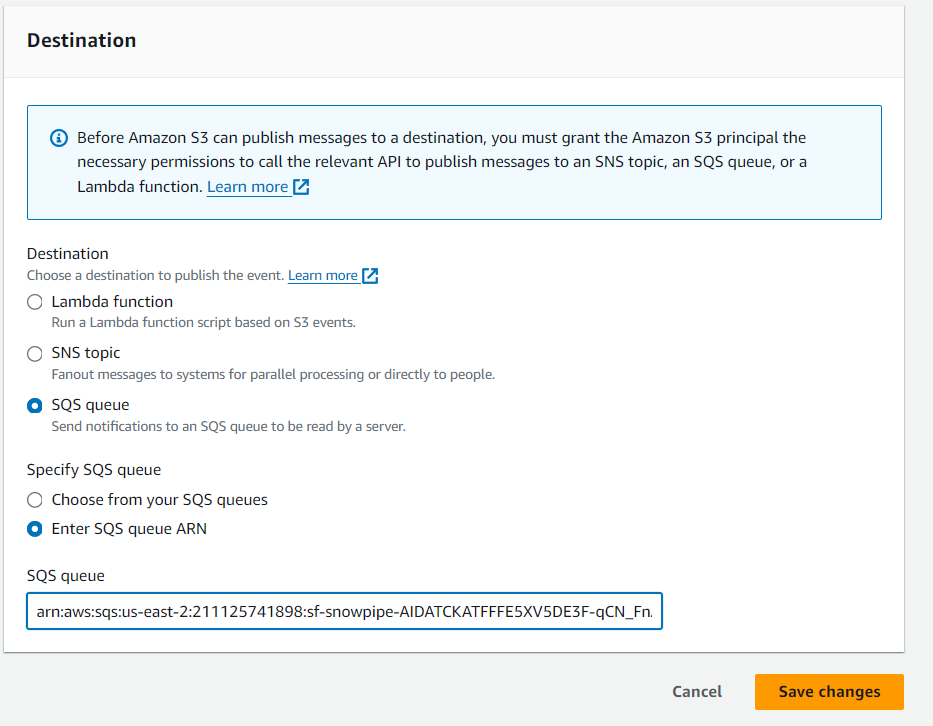 Destination
Before Amazon S3 can publish messages to a destination, you must grant the Amazon S3 principal the
necessary permissions to call the relevant API to publish messages to an SNS topic, an SQS queue, or a
Lambda function. Learn more
Destination
Choose a destination to publish the event. Learn more
Lambda function
Run a Lambda function script based on S3 events.
SNS topic
Fanout messages to systems for parallel processing or directly to people.
SQS queue
Send notifications to an SQS queue to be read by a server.
Specify SQS queue
Choose from your SQS queues
Enter SQS queue ARN
SQS queue
arn:aws:sqs:us-east-2:211125741898:sf-snowpipe-AIDATCKATFFFE5XV5DE3F-qCN_Fn
Cancel Save changes